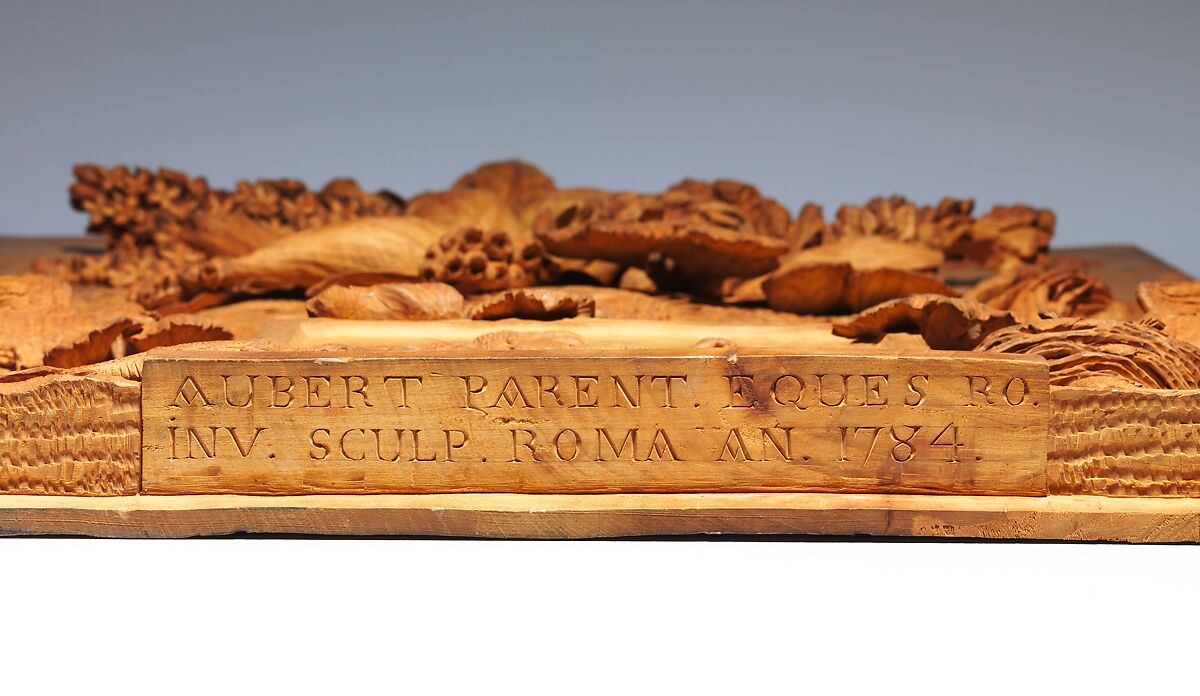 AUBERT PARENT. EQUES RO.
INV. SCULP. ROMA AN. 1784.